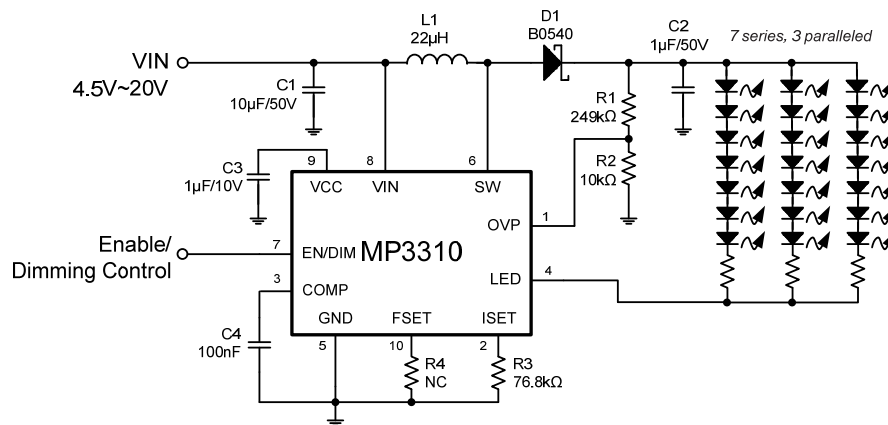 L1
22µH
D1
B0540
C2
1µF/50V
7 series, 3 paralleled
VIN
4.5V~20V
C1
10µF/50V
R1
249kΩ
R2
10kΩ
C3
1µF/10V
9
8
6
VCC
VIN
SW
1
OVP
Enable/
Dimming Control
7
EN/DIM
MP3310
3
COMP
LED
4
GND
FSET
ISET
5
10
2
C4
100nF
R4
NC
R3
76.8kΩ